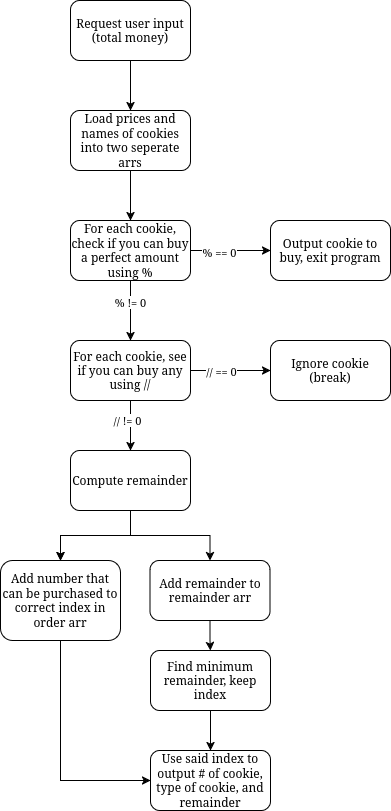 Request user input
(total money)
Load prices and
names of cookies
into two seperate
arrs
For each cookie,
check if you can buy
a perfect amount
using %
% == 0
Output cookie to
buy, exit program
% != 0
For each cookie, see
if you can buy any
using //
// == 0
Ignore cookie
(break)
// != 0
Compute remainder
Add number that
can be purchased to
correct index in
order arr
Add remainder to
remainder arr
Find minimum
remainder, keep
index
Use said index to
output # of cookie,
type of cookie, and
remainder